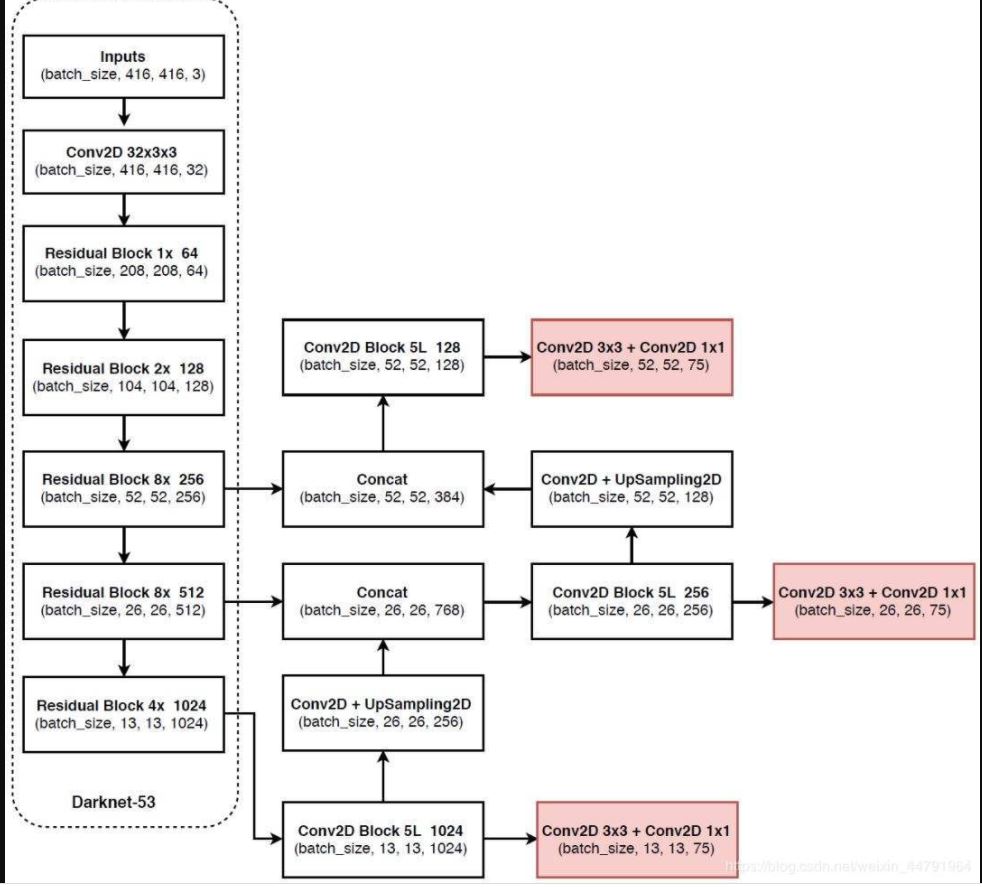 Inputs
(batch_size, 416, 416, 3)
Conv2D 32x3x3
(batch_size, 416, 416, 32)
Residual Block 1x 64
(batch_size, 208, 208, 64)
Residual Block 2x 128
(batch_size, 104, 104, 128)
Residual Block 8x 256
(batch_size, 52, 52, 256)
Residual Block 8x 512
(batch_size, 26, 26, 512)
Residual Block 4x 1024
(batch_size, 13, 13, 1024)
Darknet-53
Conv2D Block 5L 128
(batch_size, 52, 52, 128)
Conv2D 3x3 + Conv2D 1x1
(batch_size, 52, 52, 75)
Concat
(batch_size, 52, 52, 384)
Conv2D + UpSampling2D
(batch_size, 52, 52, 128)
Concat
(batch_size, 26, 26, 768)
Conv2D Block 5L 256
(batch_size, 26, 26, 256)
Conv2D 3x3 + Conv2D 1x1
(batch_size, 26, 26, 75)
Conv2D + UpSampling2D
(batch_size, 26, 26, 256)
Conv2D Block 5L 1024
(batch_size, 13, 13, 1024)
Conv2D 3x3 + Conv2D 1x1
(batch_size, 13, 13, 75)
https://blog.csdn.net/weixin_44791964